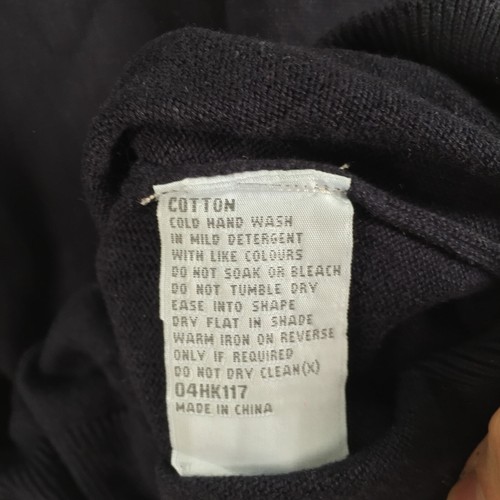 COTTON
COLD HAND WASH
IN MILD DETERGENT
WITH LIKE COLOURS
DO NOT SOAK OR BLEACH
DO NOT TUMBLE DRY
EASE INTO SHAPE
DRY FLAT IN SHADE
WARM IRON ON REVERSE
ONLY IF REQUIRED
DO NOT DRY CLEAN(X)
04HK117
MADE IN CHINA